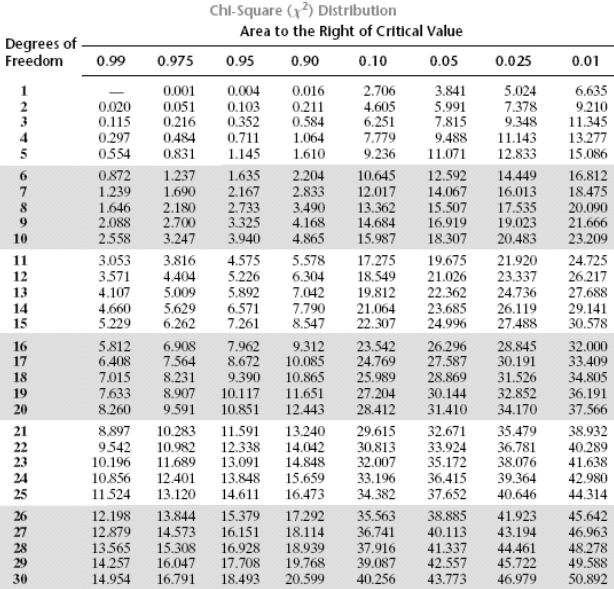 Chi-Square (χ²) Distribution
Area to the Right of Critical Value
Degrees of
Freedom 0.99 0.975 0.95 0.90 0.10 0.05 0.025 0.01
1 — 0.001 0.004 0.016 2.706 3.841 5.024 6.635
2 0.020 0.051 0.103 0.211 4.605 5.991 7.378 9.210
3 0.115 0.216 0.352 0.584 6.251 7.815 9.348 11.345
4 0.297 0.484 0.711 1.064 7.779 9.488 11.143 13.277
5 0.554 0.831 1.145 1.610 9.236 11.071 12.833 15.086
6 0.872 1.237 1.635 2.204 10.645 12.592 14.449 16.812
7 1.239 1.690 2.167 2.833 12.017 14.067 16.013 18.475
8 1.646 2.180 2.733 3.490 13.362 15.507 17.535 20.090
9 2.088 2.700 3.325 4.168 14.684 16.919 19.023 21.666
10 2.558 3.247 3.940 4.865 15.987 18.307 20.483 23.209
11 3.053 3.816 4.575 5.578 17.275 19.675 21.920 24.725
12 3.571 4.404 5.226 6.304 18.549 21.026 23.337 26.217
13 4.107 5.009 5.892 7.042 19.812 22.362 24.736 27.688
14 4.660 5.629 6.571 7.790 21.064 23.685 26.119 29.141
15 5.229 6.262 7.261 8.547 22.307 24.996 27.488 30.578
16 5.812 6.908 7.962 9.312 23.542 26.296 28.845 32.000
17 6.408 7.564 8.672 10.085 24.769 27.587 30.191 33.409
18 7.015 8.231 9.390 10.865 25.989 28.869 31.526 34.805
19 7.633 8.907 10.117 11.651 27.204 30.144 32.852 36.191
20 8.260 9.591 10.851 12.443 28.412 31.410 34.170 37.566
21 8.897 10.283 11.591 13.240 29.615 32.671 35.479 38.932
22 9.542 10.982 12.338 14.042 30.813 33.924 36.781 40.289
23 10.196 11.689 13.091 14.848 32.007 35.172 38.076 41.638
24 10.856 12.401 13.848 15.659 33.196 36.415 39.364 42.980
25 11.524 13.120 14.611 16.473 34.382 37.652 40.646 44.314
26 12.198 13.844 15.379 17.292 35.563 38.885 41.923 45.642
27 12.879 14.573 16.151 18.114 36.741 40.113 43.194 46.963
28 13.565 15.308 16.928 18.939 37.916 41.337 44.461 48.278
29 14.257 16.047 17.708 19.768 39.087 42.557 45.722 49.588
30 14.954 16.791 18.493 20.599 40.256 43.773 46.979 50.892